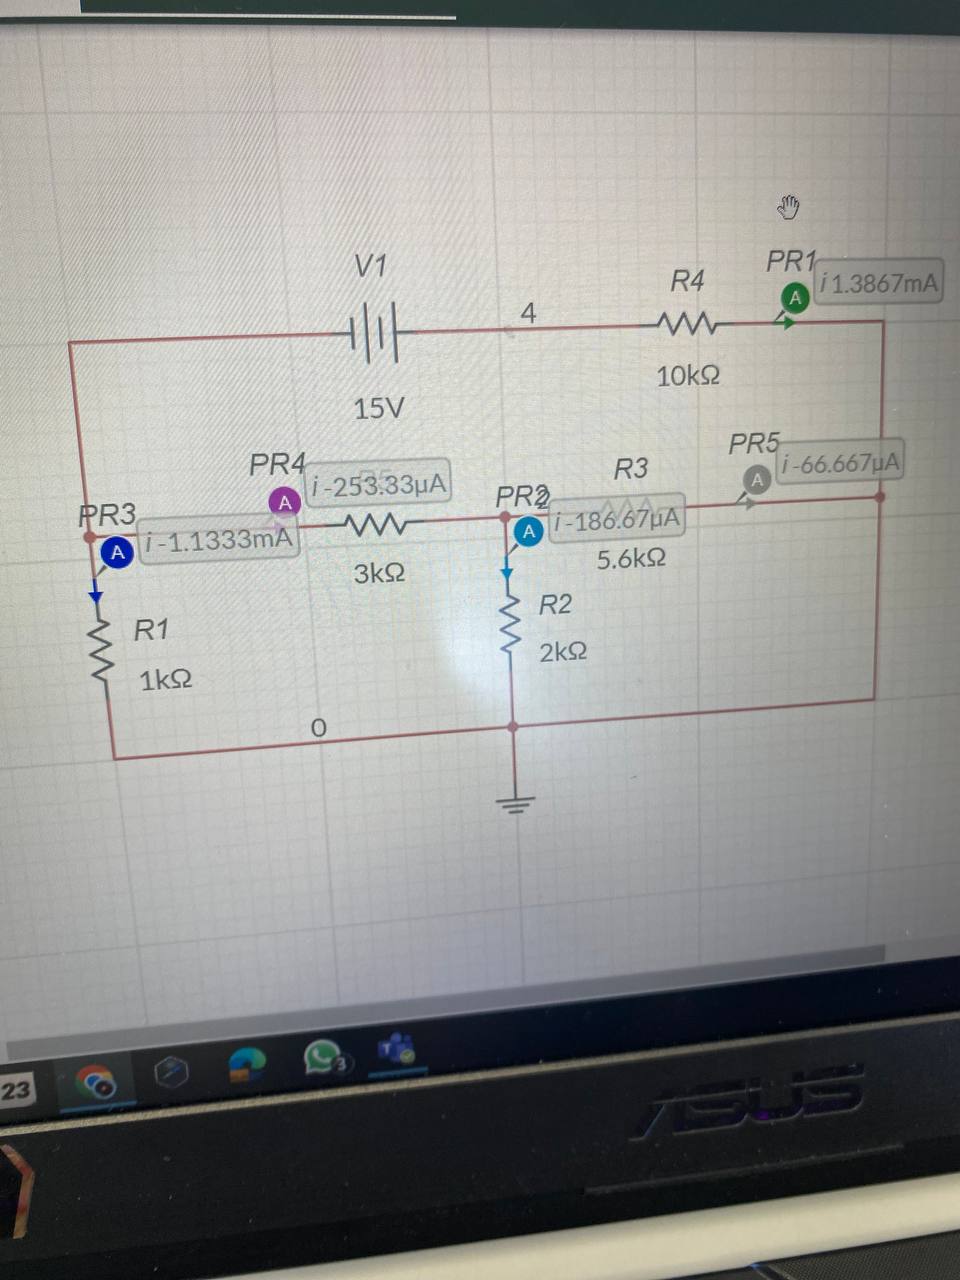 V1
15V
4
R4
10kΩ
PR1
i 1.3867mA
PR4
i -253.33µA
3kΩ
PR2
i -186.67µA
R3
5.6kΩ
PR5
i -66.667µA
PR3
i -1.1333mA
A
A
A
A
A
R1
1kΩ
R2
2kΩ
0
23
3
T
ASUS